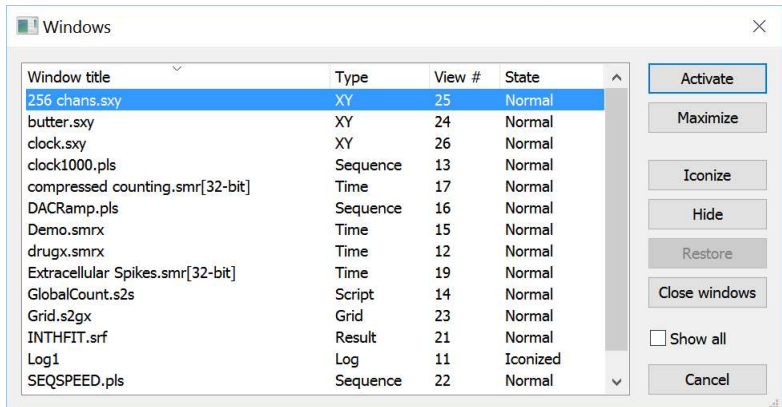 Windows
Window title Type View # State
256 chans.sxy XY 25 Normal
butter.sxy XY 24 Normal
clock.sxy XY 26 Normal
clock1000.pls Sequence 13 Normal
compressed counting.smr[32-bit] Time 17 Normal
DACRamp.pls Sequence 16 Normal
Demo.smrx Time 15 Normal
drugx.smrx Time 12 Normal
Extracellular Spikes.smr[32-bit] Time 19 Normal
GlobalCount.s2s Script 14 Normal
Grid.s2gx Grid 23 Normal
INTHFIT.srf Result 21 Normal
Log1 Log 11 Iconized
SEQSPEED.pls Sequence 22 Normal
Activate
Maximize
Iconize
Hide
Restore
Close windows
Show all
Cancel